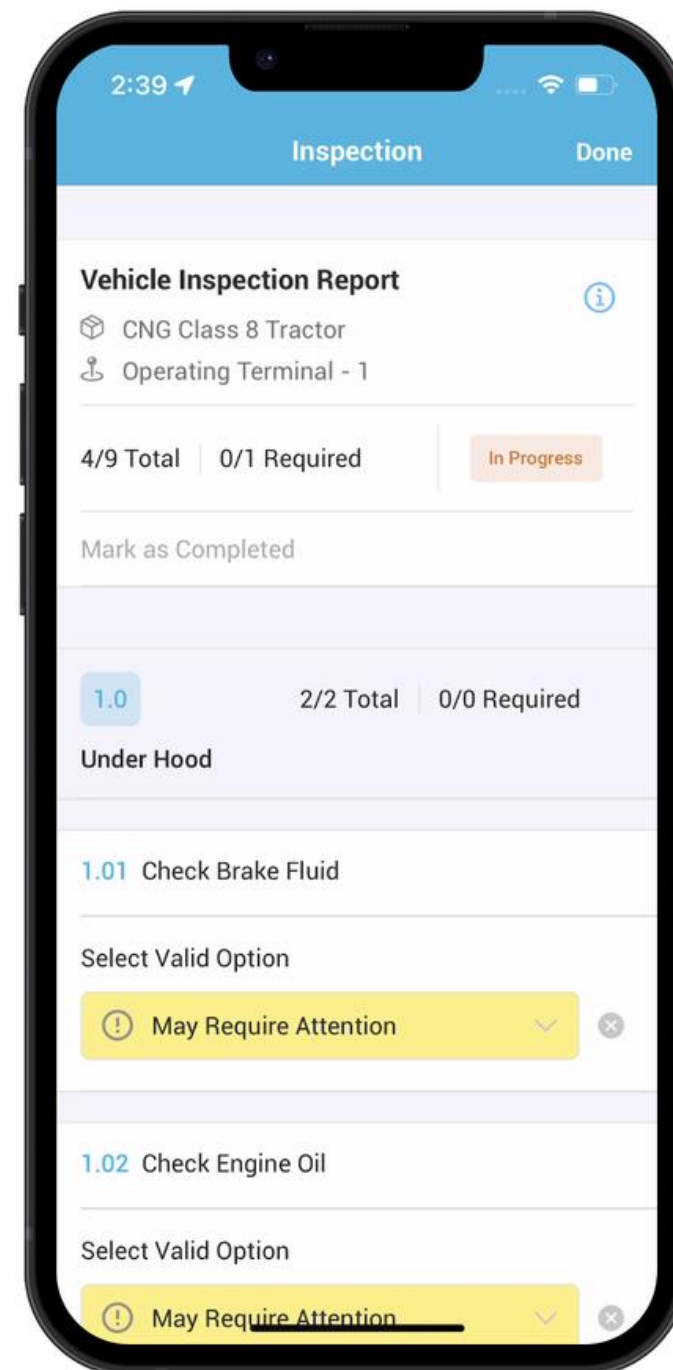 2:39
Inspection
Done
Vehicle Inspection Report
CNG Class 8 Tractor
Operating Terminal - 1
4/9 Total
0/1 Required
In Progress
Mark as Completed
1.0
2/2 Total
0/0 Required
Under Hood
1.01 Check Brake Fluid
Select Valid Option
May Require Attention
1.02 Check Engine Oil
Select Valid Option
May Require Attention